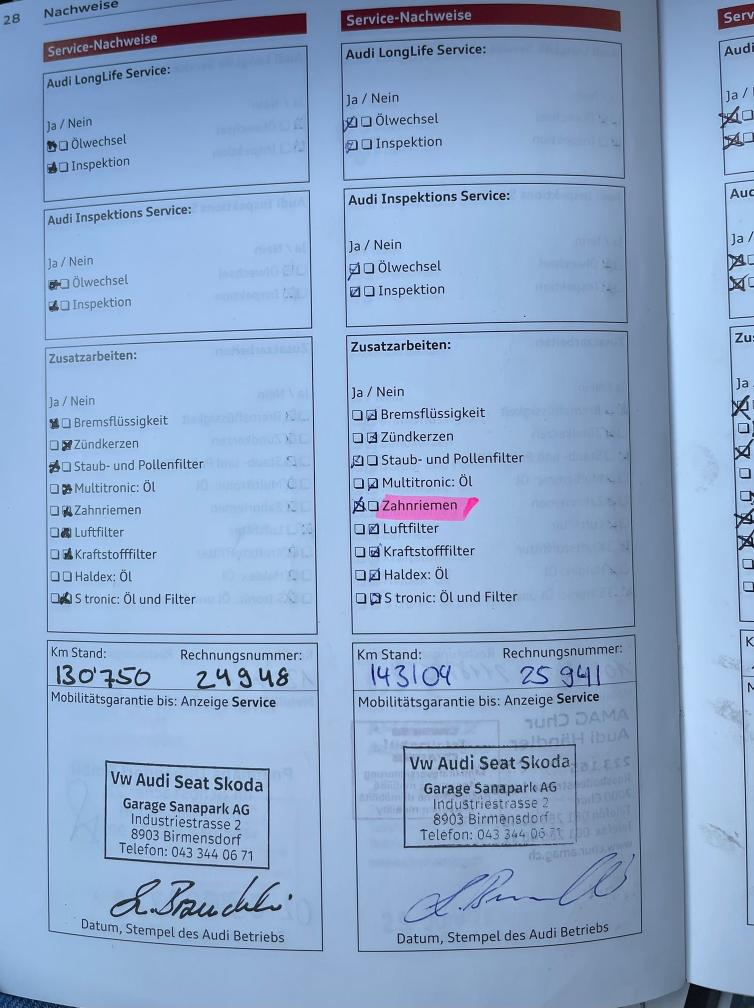 28 Nachweise
Service-Nachweise
Audi LongLife Service:
Ja / Nein
Ölwechsel
Inspektion
Audi Inspektions Service:
Ja / Nein
Ölwechsel
Inspektion
Zusatzarbeiten:
Ja / Nein
Bremsflüssigkeit
Zündkerzen
Staub- und Pollenfilter
Multitronic: Öl
Zahnriemen
Luftfilter
Kraftstofffilter
Haldex: Öl
S tronic: Öl und Filter
Km Stand: Rechnungsnummer:
130'750 24948
Mobilitätsgarantie bis: Anzeige Service
Vw Audi Seat Skoda
Garage Sanapark AG
Industriestrasse 2
8903 Birmensdorf
Telefon: 043 344 06 71
Datum, Stempel des Audi Betriebs
Service-Nachweise
Audi LongLife Service:
Ja / Nein
Ölwechsel
Inspektion
Audi Inspektions Service:
Ja / Nein
Ölwechsel
Inspektion
Zusatzarbeiten:
Ja / Nein
Bremsflüssigkeit
Zündkerzen
Staub- und Pollenfilter
Multitronic: Öl
Zahnriemen
Luftfilter
Kraftstofffilter
Haldex: Öl
S tronic: Öl und Filter
Km Stand: Rechnungsnummer:
143104 25941
Mobilitätsgarantie bis: Anzeige Service
Vw Audi Seat Skoda
Garage Sanapark AG
Industriestrasse 2
8903 Birmensdorf
Telefon: 043 344 06 71
Datum, Stempel des Audi Betriebs